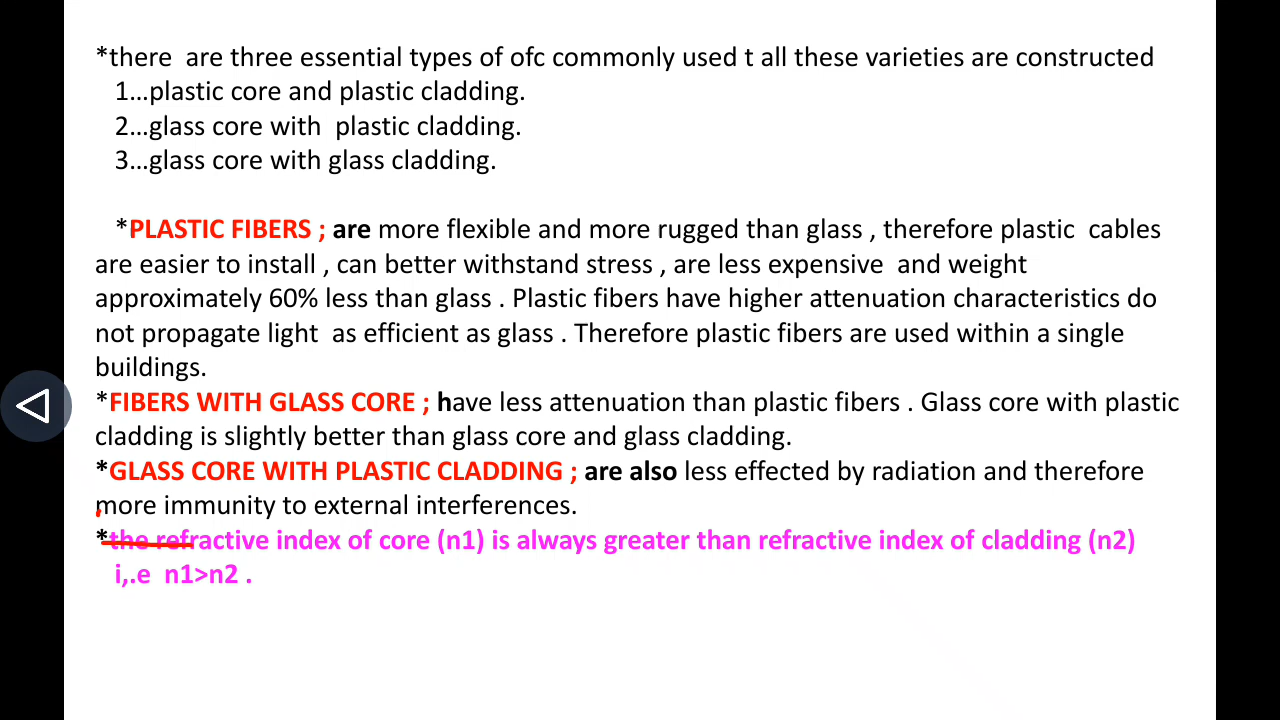 *there  are three essential types of ofc commonly used t all these varieties are constructed
1...plastic core and plastic cladding.
2...glass core with  plastic cladding.
3...glass core with glass cladding.
*PLASTIC FIBERS ; are more flexible and more rugged than glass , therefore plastic  cables
are easier to install , can better withstand stress , are less expensive  and weight
approximately 60% less than glass . Plastic fibers have higher attenuation characteristics do
not propagate light  as efficient as glass . Therefore plastic fibers are used within a single
buildings.
*FIBERS WITH GLASS CORE ; have less attenuation than plastic fibers . Glass core with plastic
cladding is slightly better than glass core and glass cladding.
*GLASS CORE WITH PLASTIC CLADDING ; are also less effected by radiation and therefore
more immunity to external interferences.
*the refractive index of core (n1) is always greater than refractive index of cladding (n2)
i,.e  n1>n2 .